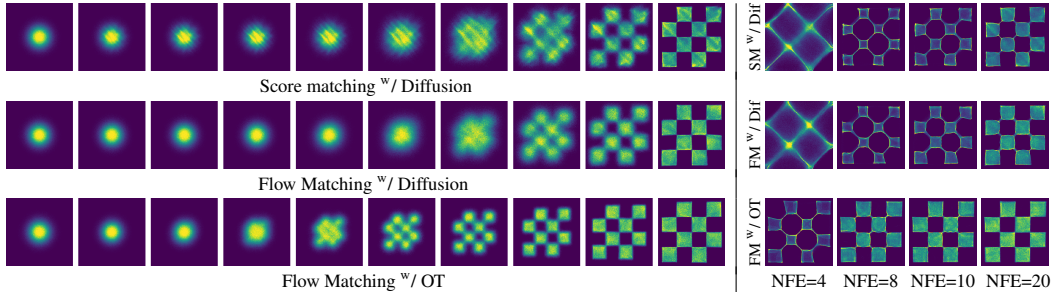 Score matching w/ Diffusion
Flow Matching w/ Diffusion
Flow Matching w/ OT
SM w/ Dif
FM w/ Dif
FM w/ OT
NFE=4 NFE=8 NFE=10 NFE=20